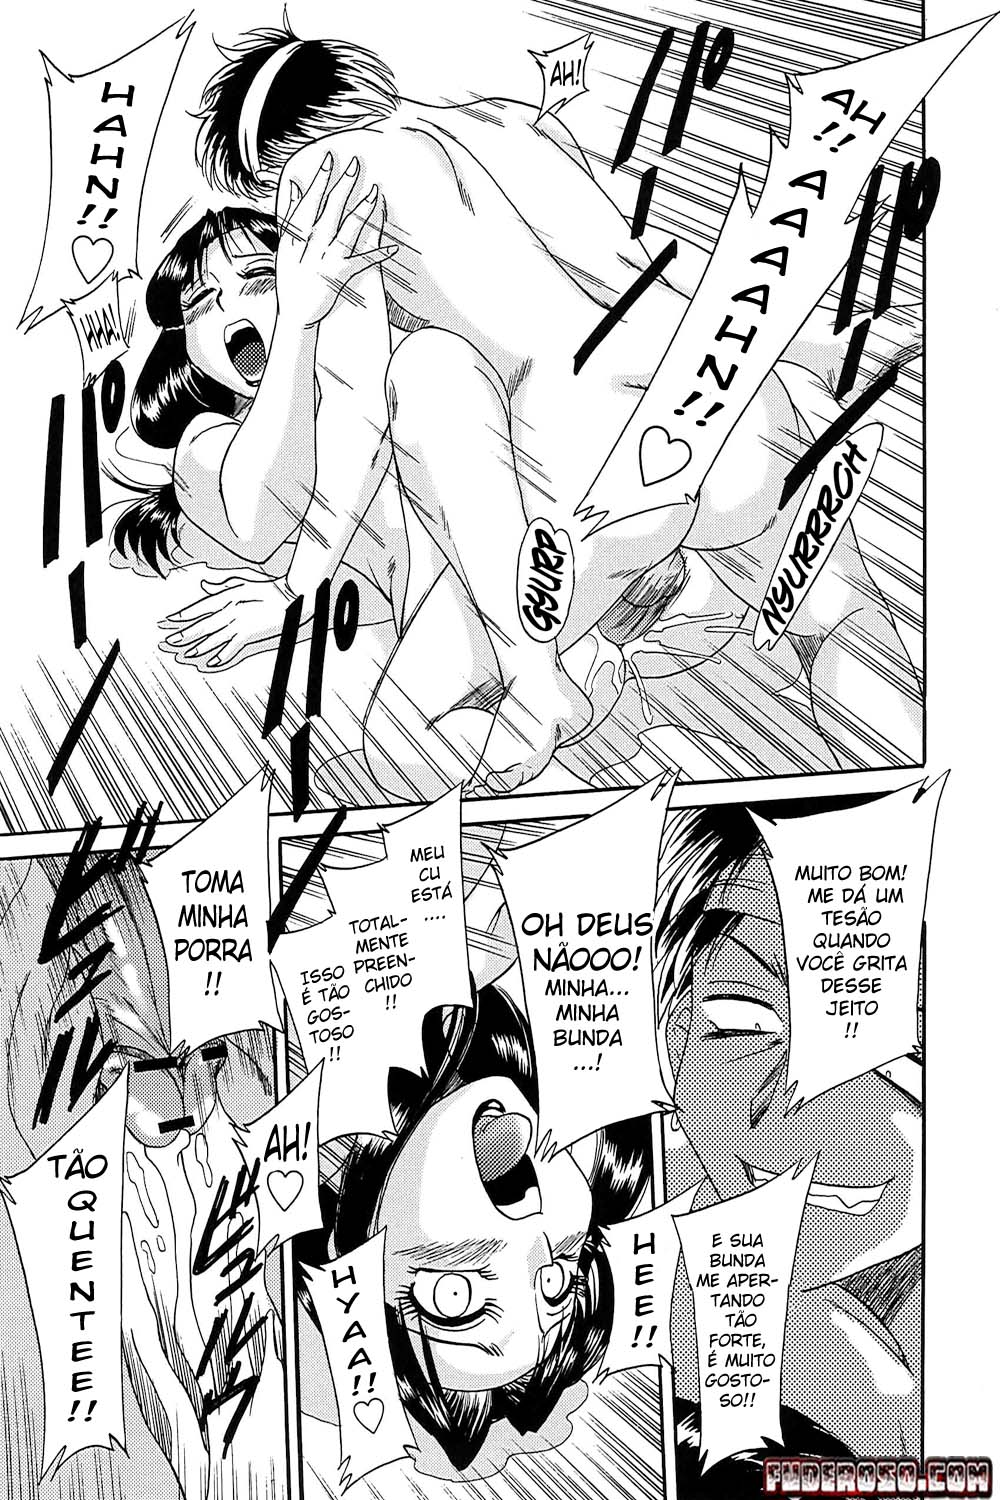 AH!
AH!! AAAAAHN!!
HAHN!!
HHH!
GYURP
NYURRRCH
MUITO BOM!
ME DÁ UM
TESÃO
QUANDO
VOCÊ GRITA
DESSE
JEITO
!!
E SUA
BUNDA
ME APER-
TANDO
TÃO
FORTE,
É MUITO
GOSTO-
SO!!
OH DEUS
NÃOOO!
MINHA...
MINHA
BUNDA
...!
MEU
CU
ESTÁ
....
TOTAL-
MENTE
PREEN-
CHIDO
!!
ISSO
É TÃO
GOS-
TOSO
!!
HEE!!
AH!
HYAA!!
TOMA
MINHA
PORRA
!!
TÃO
QUENTEE!!
FUDEROSO.COM